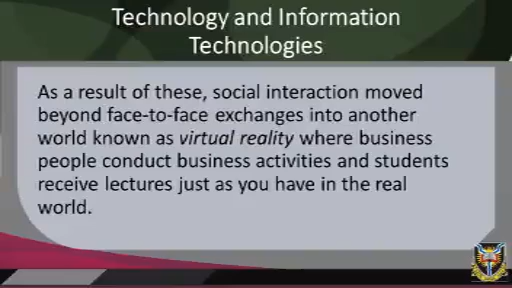 Technology and Information
Technologies
As a result of these, social interaction moved
beyond face-to-face exchanges into another
world known as virtual reality where business
people conduct business activities and students
receive lectures just as you have in the real
world.